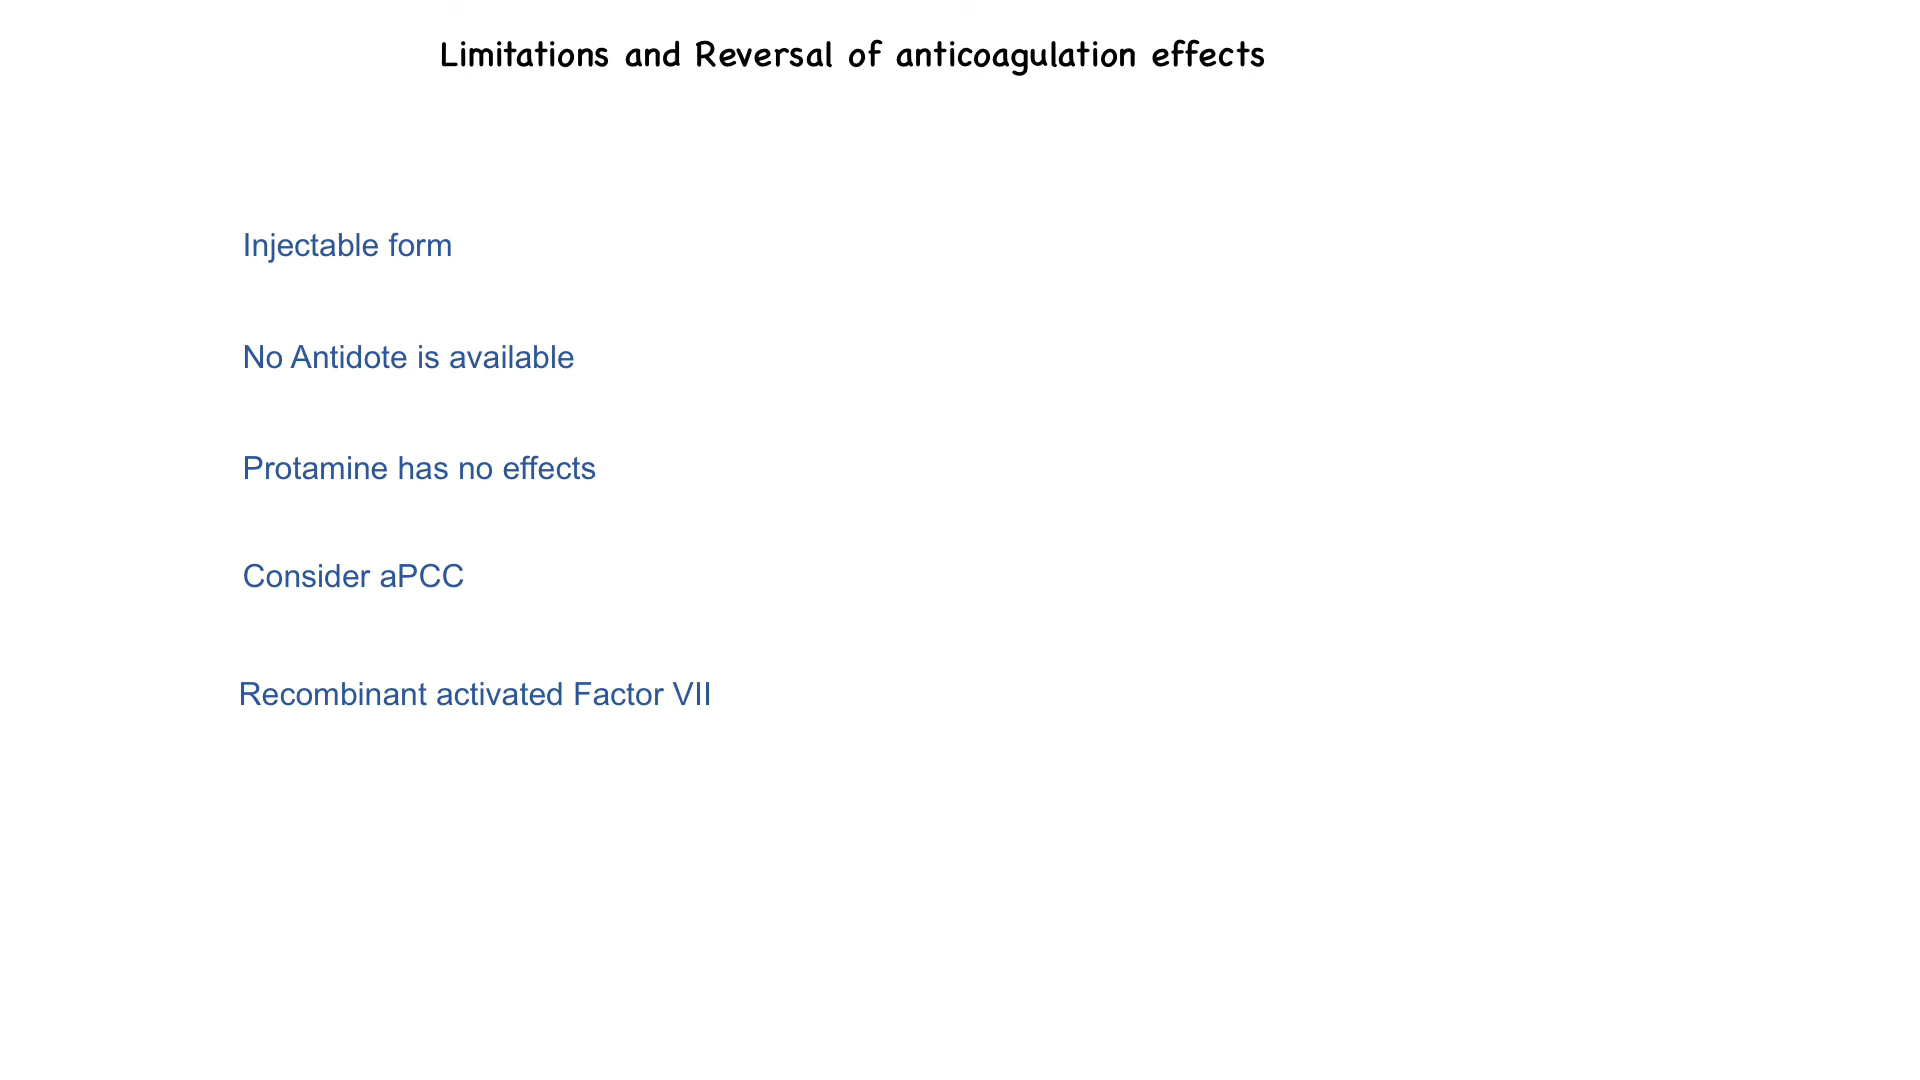 Limitations and Reversal of anticoagulation effects
Injectable form
No Antidote is available
Protamine has no effects
Consider aPCC
Recombinant activated Factor VII